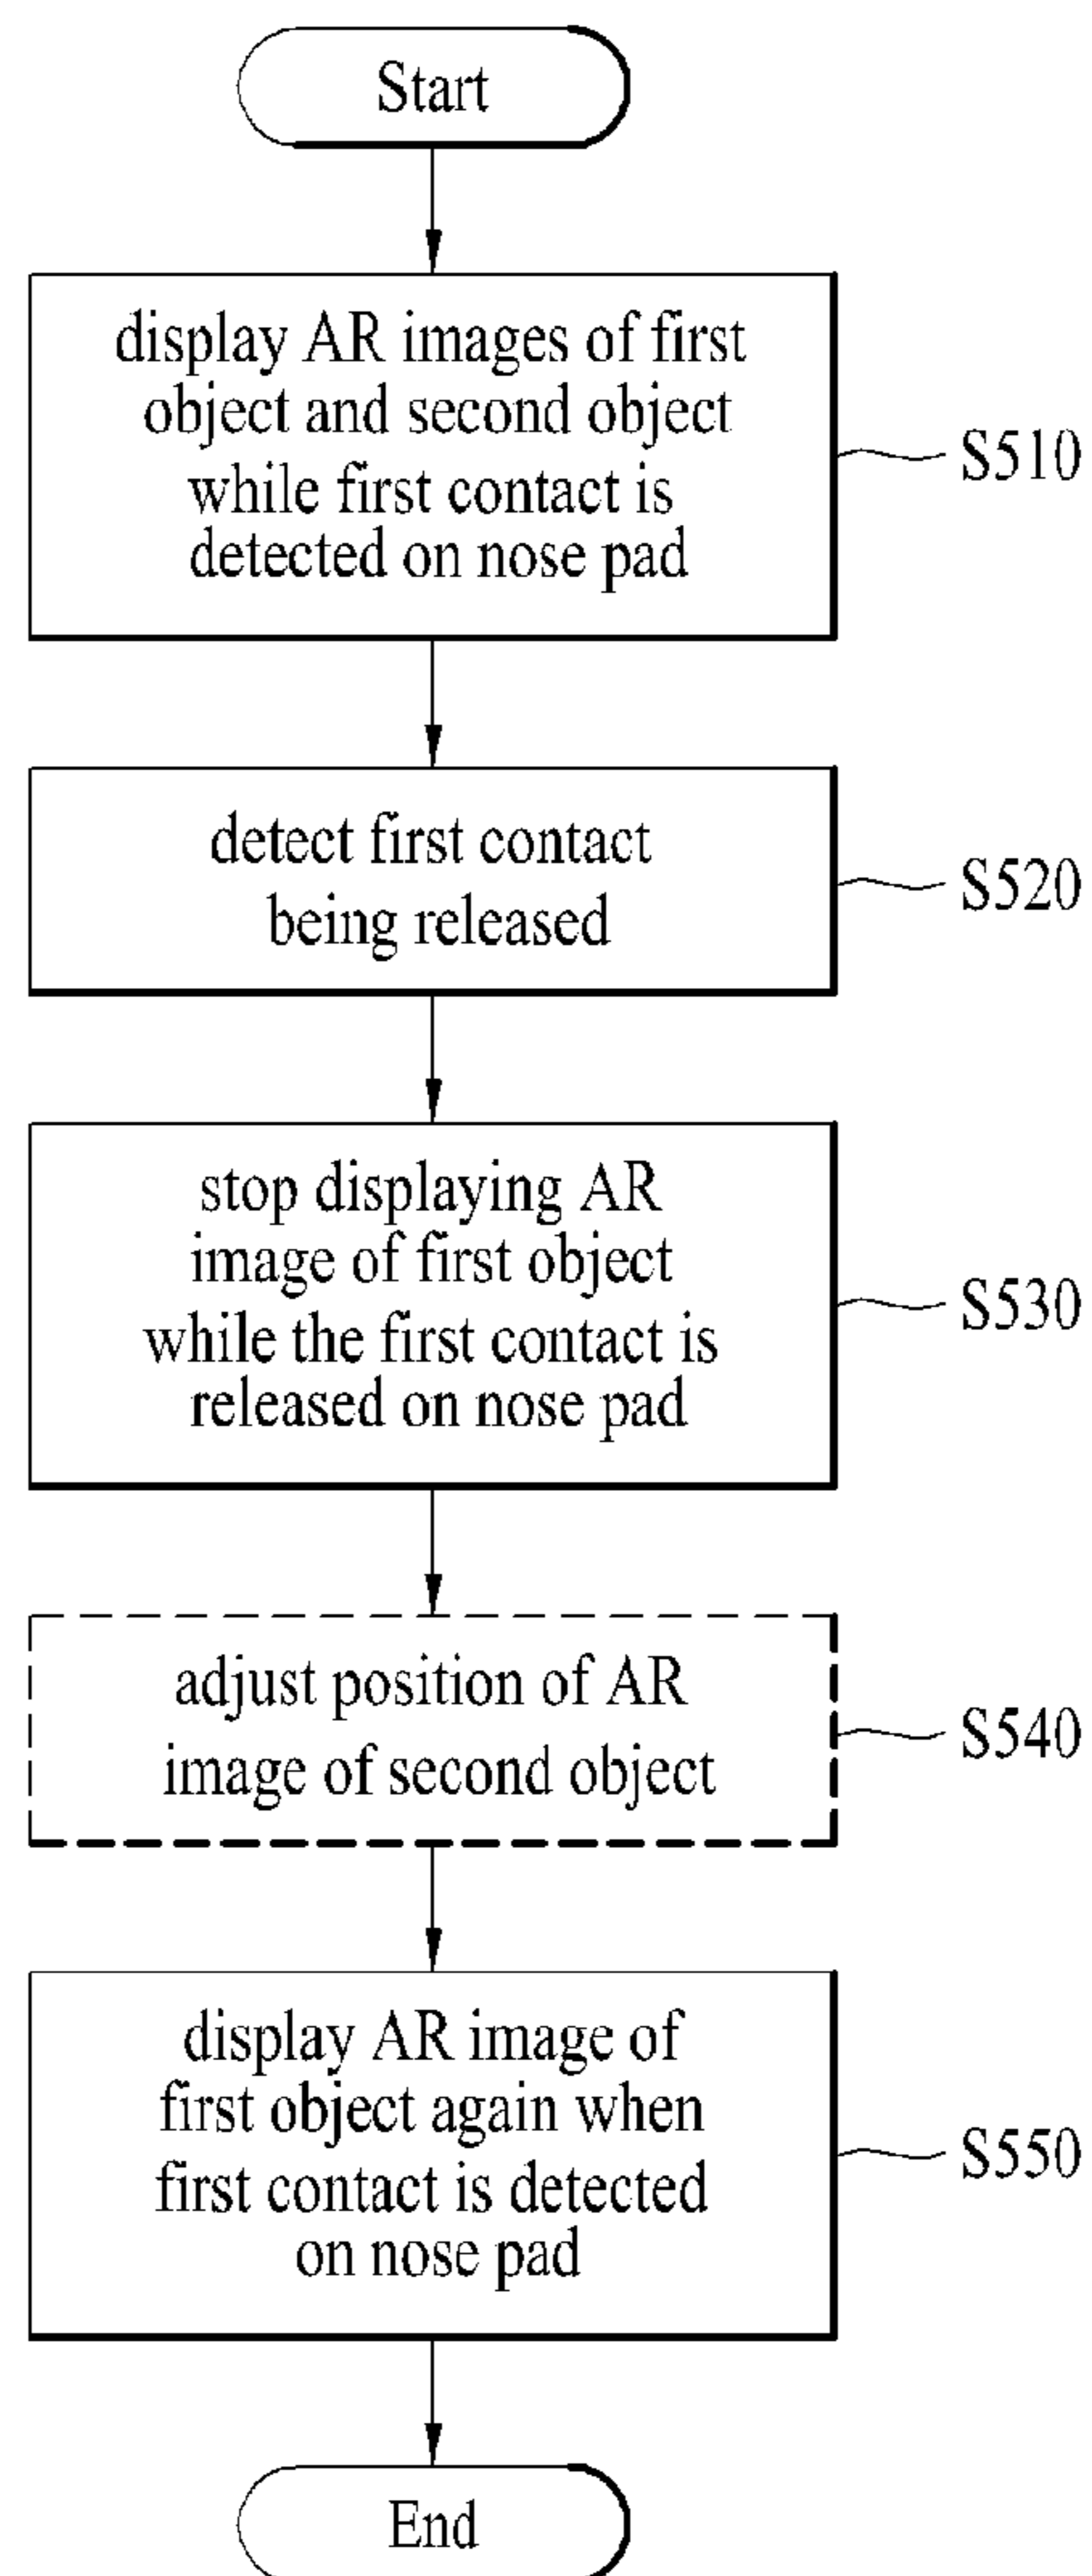 Start
display AR images of first
object and second object
while first contact is
detected on nose pad
S510
detect first contact
being released
S520
stop displaying AR
image of first object
while the first contact is
released on nose pad
S530
adjust position of AR
image of second object
S540
display AR image of
first object again when
first contact is detected
on nose pad
S550
End